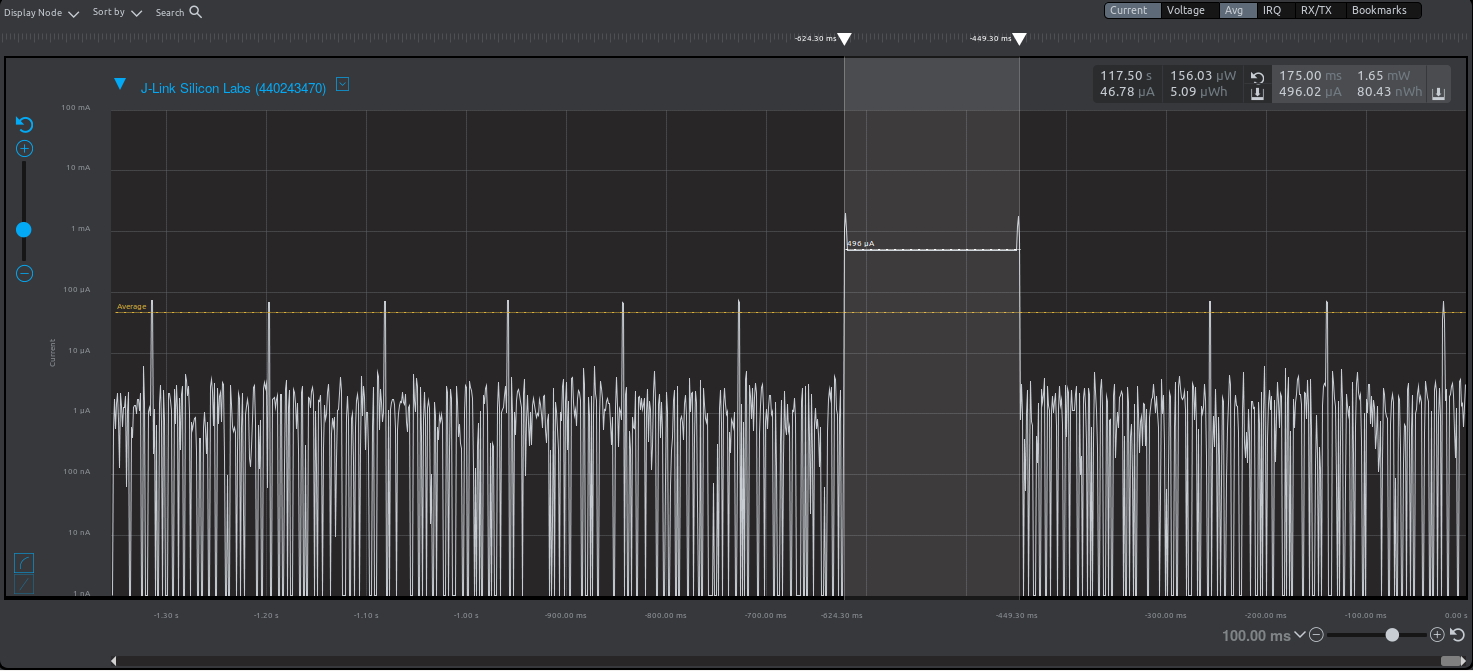 Display Node Sort by Search Current Voltage Avg IRQ RX/TX Bookmarks
-624.30 ms -449.30 ms
J-Link Silicon Labs (440243470)
117.50 s 156.03 µW 175.00 ms 1.65 mW
46.78 µA 5.09 µWh 496.02 µA 80.43 nWh
100 mA
10 mA
1 mA
496 µA
100 µA
Average
Current
10 µA
1 µA
100 nA
10 nA
1 nA
-1.30 s -1.20 s -1.10 s -1.00 s -900.00 ms -800.00 ms -700.00 ms -624.30 ms -449.30 ms -300.00 ms -200.00 ms -100.00 ms 0.00 s
100.00 ms